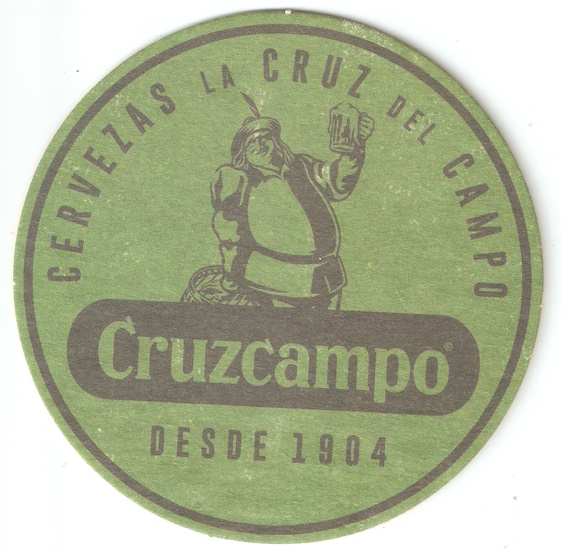 CERVEZAS LA CRUZ DEL CAMPO
Cruzcampo®
DESDE 1904